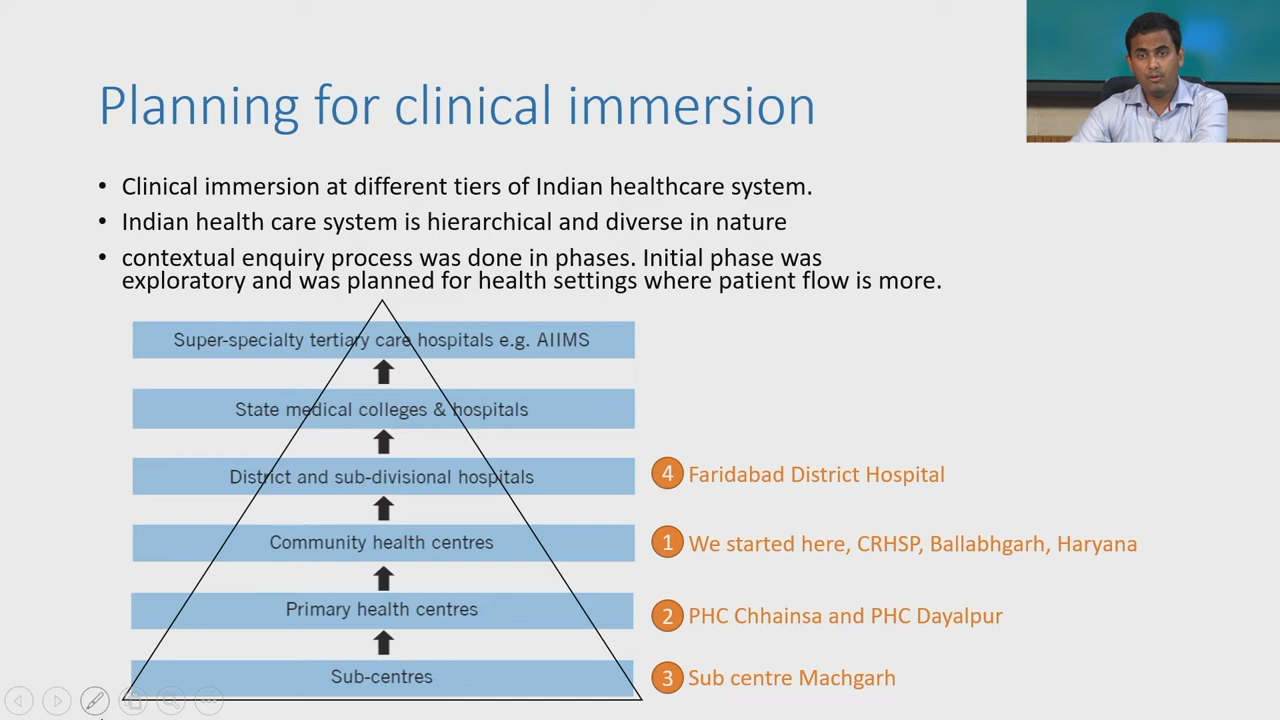 Planning for clinical immersion
• Clinical immersion at different tiers of Indian healthcare system.
• Indian health care system is hierarchical and diverse in nature
• contextual enquiry process was done in phases. Initial phase was
exploratory and was planned for health settings where patient flow is more.
Super-specialty tertiary care hospitals e.g. AIIMS
State medical colleges & hospitals
District and sub-divisional hospitals
4 Faridabad District Hospital
Community health centres
1 We started here, CRHSP, Ballabhgarh, Haryana
Primary health centres
2 PHC Chhainsa and PHC Dayalpur
Sub-centres
3 Sub centre Machgarh